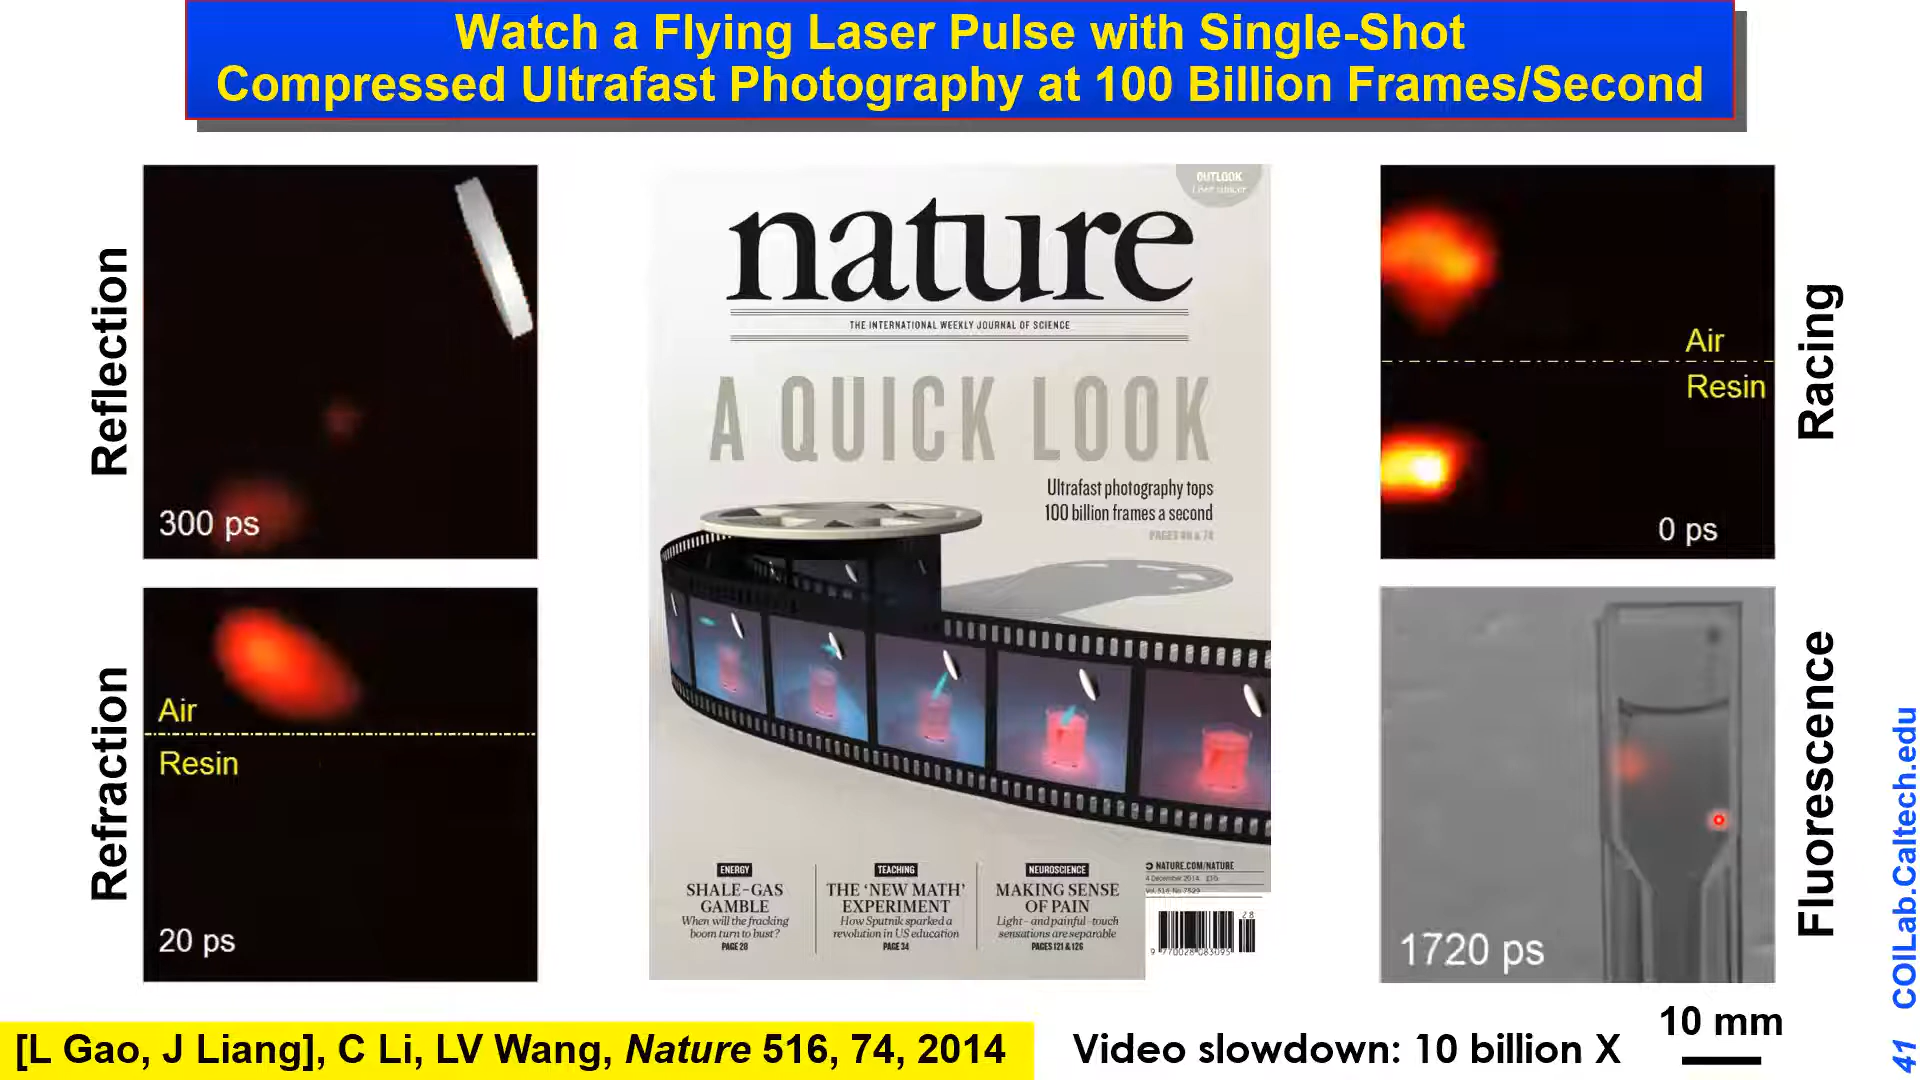 Watch a Flying Laser Pulse with Single-Shot
Compressed Ultrafast Photography at 100 Billion Frames/Second
Reflection
300 ps
Refraction
Air
Resin
20 ps
OUTLOOK
nature
THE INTERNATIONAL WEEKLY JOURNAL OF SCIENCE
A QUICK LOOK
Ultrafast photography tops
100 billion frames a second
ENERGY
SHALE-GAS
GAMBLE
When will the fracking
boom turn to bust?
PAGE 28
TEACHING
THE ‘NEW MATH’
EXPERIMENT
How Sputnik sparked a
revolution in US education
PAGE 34
NEUROSCIENCE
MAKING SENSE
OF PAIN
Light- and painful-touch
sensations are separable
PAGES 121 & 126
NATURE.COM/NATURE
4 December 2014
Racing
Air
Resin
0 ps
Fluorescence
1720 ps
[L Gao, J Liang], C Li, LV Wang, Nature 516, 74, 2014
Video slowdown: 10 billion X
10 mm
41 COILab.Caltech.edu